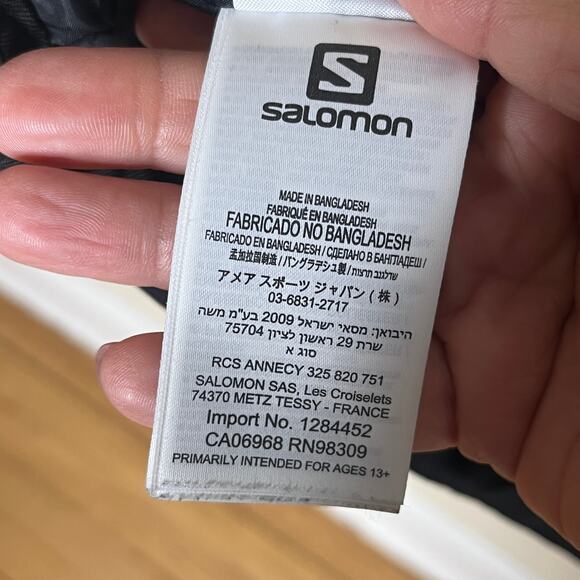 S
SALOMON
MADE IN BANGLADESH
FABRIQUÉ EN BANGLADESH
FABRICADO NO BANGLADESH
FABRICADO EN BANGLADESH / СДЕЛАНО В БАНГЛАДЕШ /
孟加拉国制造 / バングラデシュ製 / תוצרת בנגלדש
アメア スポーツ ジャパン ( 株 )
03-6831-2717
היבואן: מסאי ישראל 2009 בע"מ משה
שרת 29 ראשון לציון 75704
סוג א
RCS ANNECY 325 820 751
SALOMON SAS, Les Croiselets
74370 METZ TESSY - FRANCE
Import No. 1284452
CA06968 RN98309
PRIMARILY INTENDED FOR AGES 13+